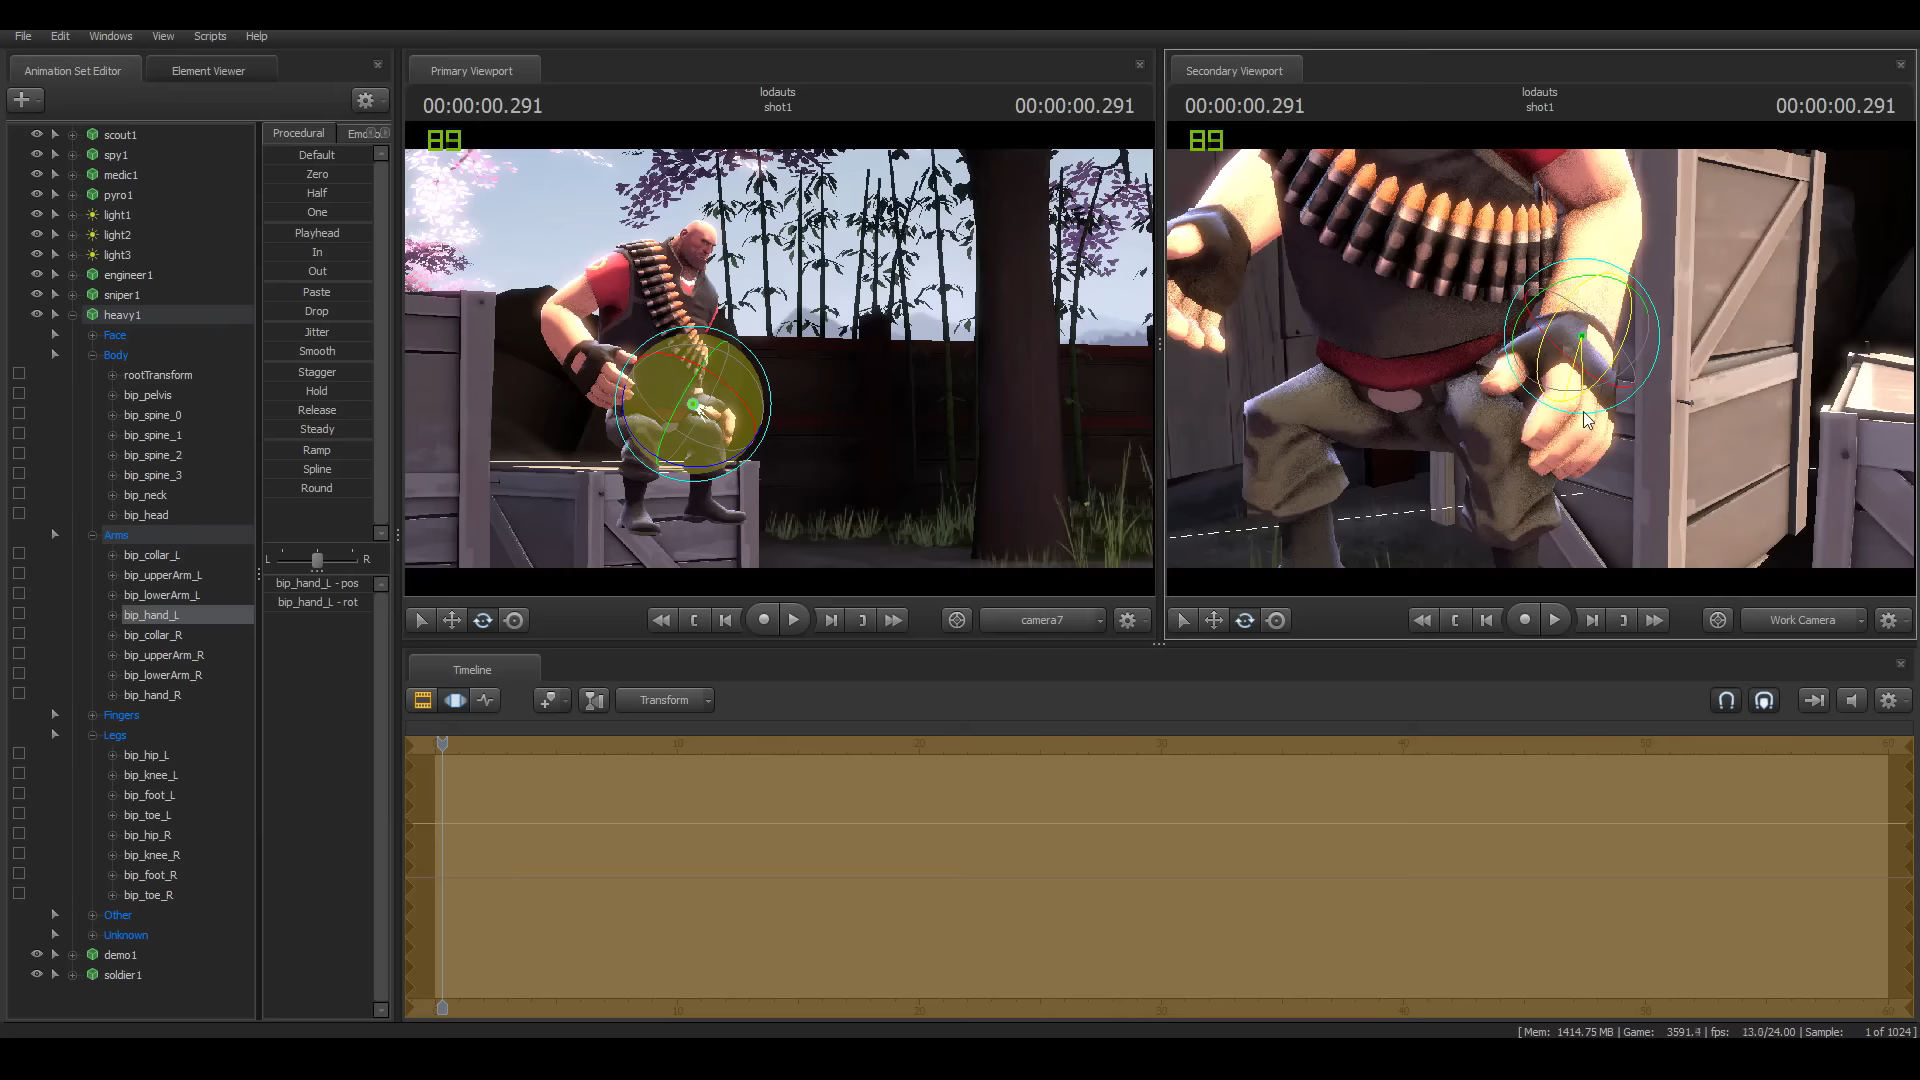 File Edit Windows View Scripts Help
Animation Set Editor Element Viewer
scout1
spy1
medic1
pyro1
light1
light2
light3
engineer1
sniper1
heavy1
Face
Body
rootTransform
bip_pelvis
bip_spine_0
bip_spine_1
bip_spine_2
bip_spine_3
bip_neck
bip_head
Arms
bip_collar_L
bip_upperArm_L
bip_lowerArm_L
bip_hand_L
bip_collar_R
bip_upperArm_R
bip_lowerArm_R
bip_hand_R
Fingers
Legs
bip_hip_L
bip_knee_L
bip_foot_L
bip_toe_L
bip_hip_R
bip_knee_R
bip_foot_R
bip_toe_R
Other
Unknown
demo1
soldier1
Procedural
Default
Zero
Half
One
Playhead
In
Out
Paste
Drop
Jitter
Smooth
Stagger
Hold
Release
Steady
Ramp
Spline
Round
L R
bip_hand_L - pos
bip_hand_L - rot
Primary Viewport
00:00:00.291 lodauts 00:00:00.291
shot1
89
camera7
Secondary Viewport
00:00:00.291 lodauts 00:00:00.291
shot1
89
Work Camera
Timeline
Transform
10 20 30 40 50 60
10 20 30 40 50 60
[ Mem: 1414.75 MB | Game: | fps: 13.0/24.00 | Sample: 1 of 1024 ]